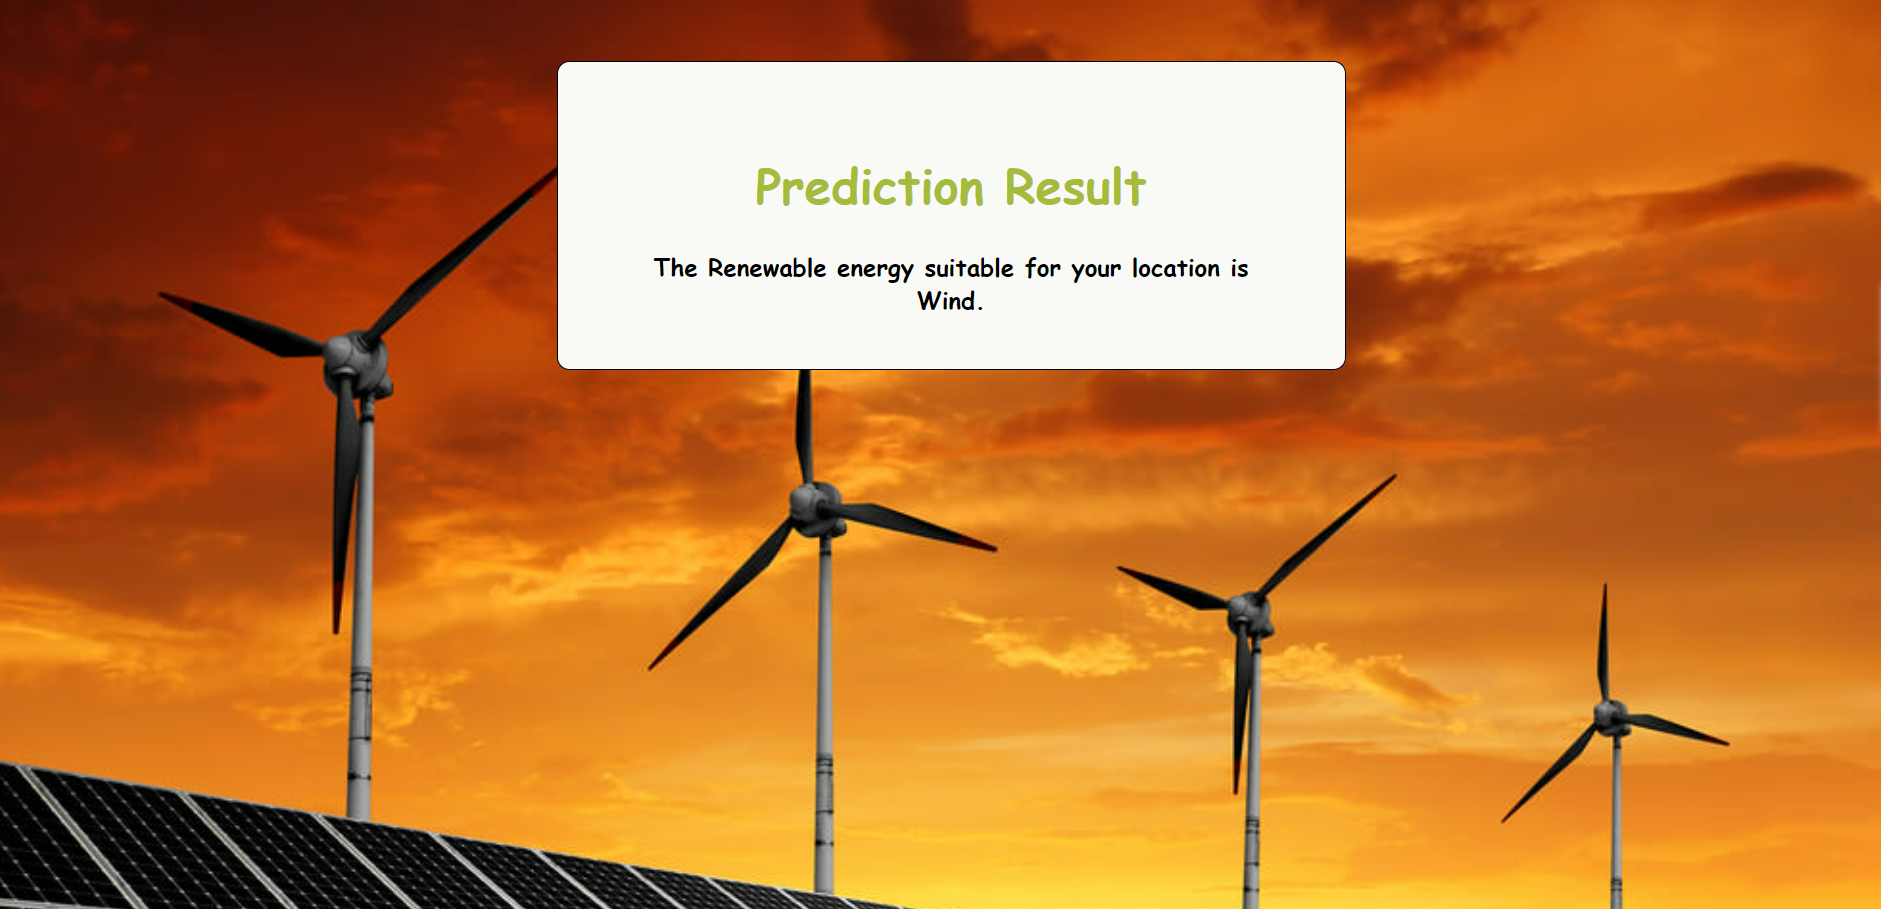 Prediction Result
The Renewable energy suitable for your location is
Wind.